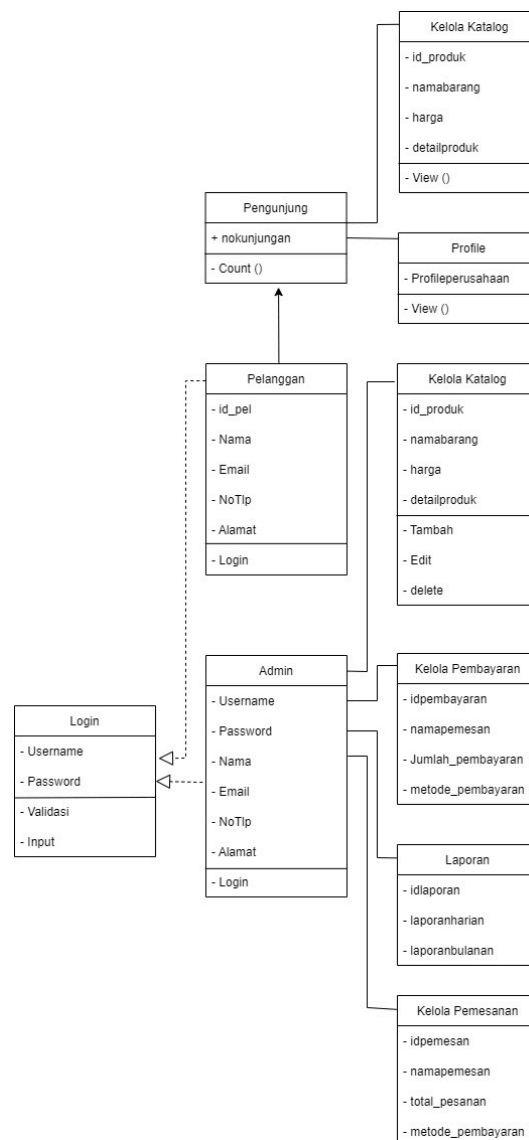 Kelola Katalog
- id_produk
- namabarang
- harga
- detailproduk
- View ()
Pengunjung
+ nokunjungan
- Count ()
Profile
- Profileperusahaan
- View ()
Pelanggan
- id_pel
- Nama
- Email
- NoTlp
- Alamat
- Login
Kelola Katalog
- id_produk
- namabarang
- harga
- detailproduk
- Tambah
- Edit
- delete
Admin
- Username
- Password
- Nama
- Email
- NoTlp
- Alamat
- Login
Kelola Pembayaran
- idpembayaran
- namapemesan
- Jumlah_pembayaran
- metode_pembayaran
Login
- Username
- Password
- Validasi
- Input
Laporan
- idlaporan
- laporanharian
- laporanbulanan
Kelola Pemesanan
- idpemesan
- namapemesan
- total_pesanan
- metode_pembayaran